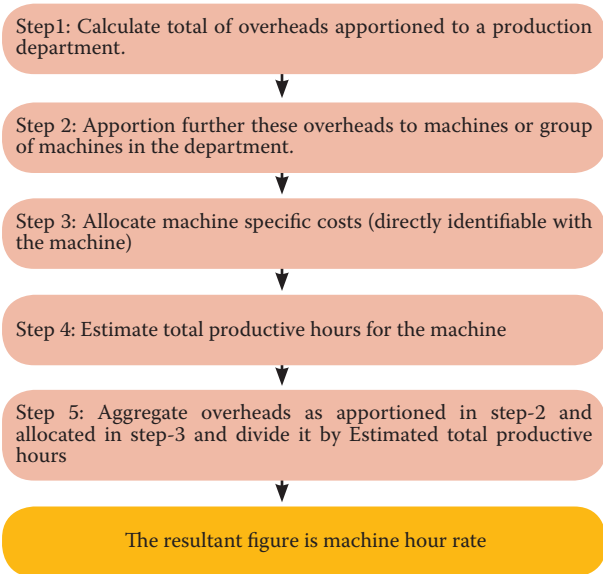 Step1: Calculate total of overheads apportioned to a production
department.
Step 2: Apportion further these overheads to machines or group
of machines in the department.
Step 3: Allocate machine specific costs (directly identifiable with
the machine)
Step 4: Estimate total productive hours for the machine
Step 5: Aggregate overheads as apportioned in step-2 and
allocated in step-3 and divide it by Estimated total productive
hours
The resultant figure is machine hour rate